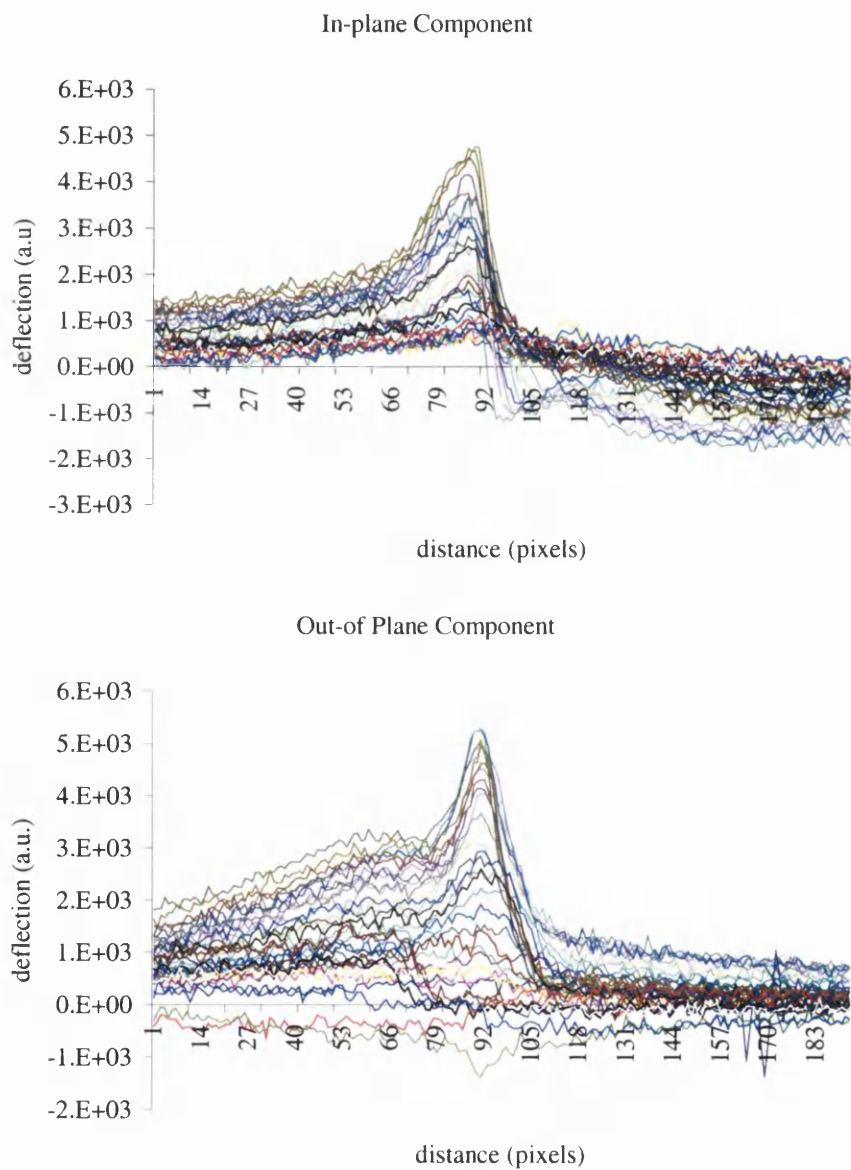 In-plane Component
6.E+03
5.E+03
4.E+03
3.E+03
2.E+03
1.E+03
0.E+00
-1.E+03
-2.E+03
-3.E+03
deflection (a.u)
1 14 27 40 53 66 79 92 105 118 131 144 157 170
distance (pixels)
Out-of Plane Component
6.E+03
5.E+03
4.E+03
3.E+03
2.E+03
1.E+03
0.E+00
-1.E+03
-2.E+03
deflection (a.u.)
1 14 27 40 53 66 79 92 105 118 131 144 157 170 183
distance (pixels)